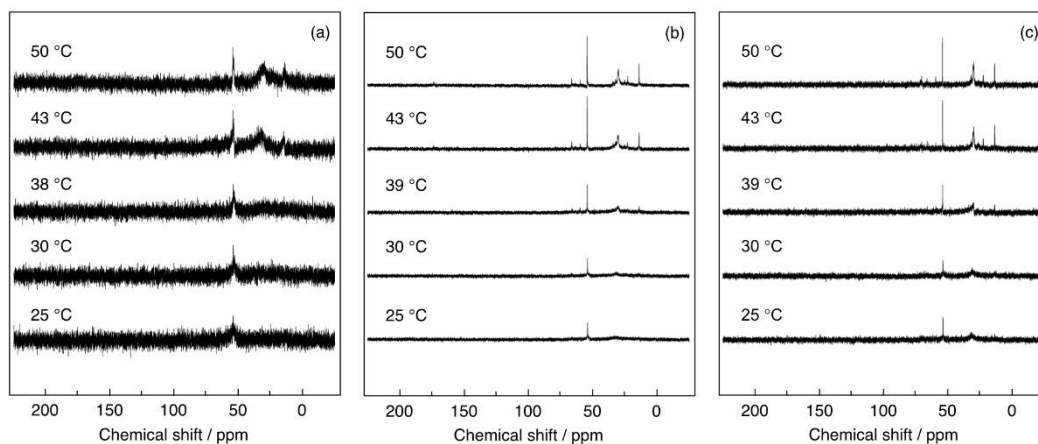 (a)
50 °C
43 °C
38 °C
30 °C
25 °C
200 150 100 50 0
Chemical shift / ppm
(b)
50 °C
43 °C
39 °C
30 °C
25 °C
200 150 100 50 0
Chemical shift / ppm
(c)
50 °C
43 °C
39 °C
30 °C
25 °C
200 150 100 50 0
Chemical shift / ppm